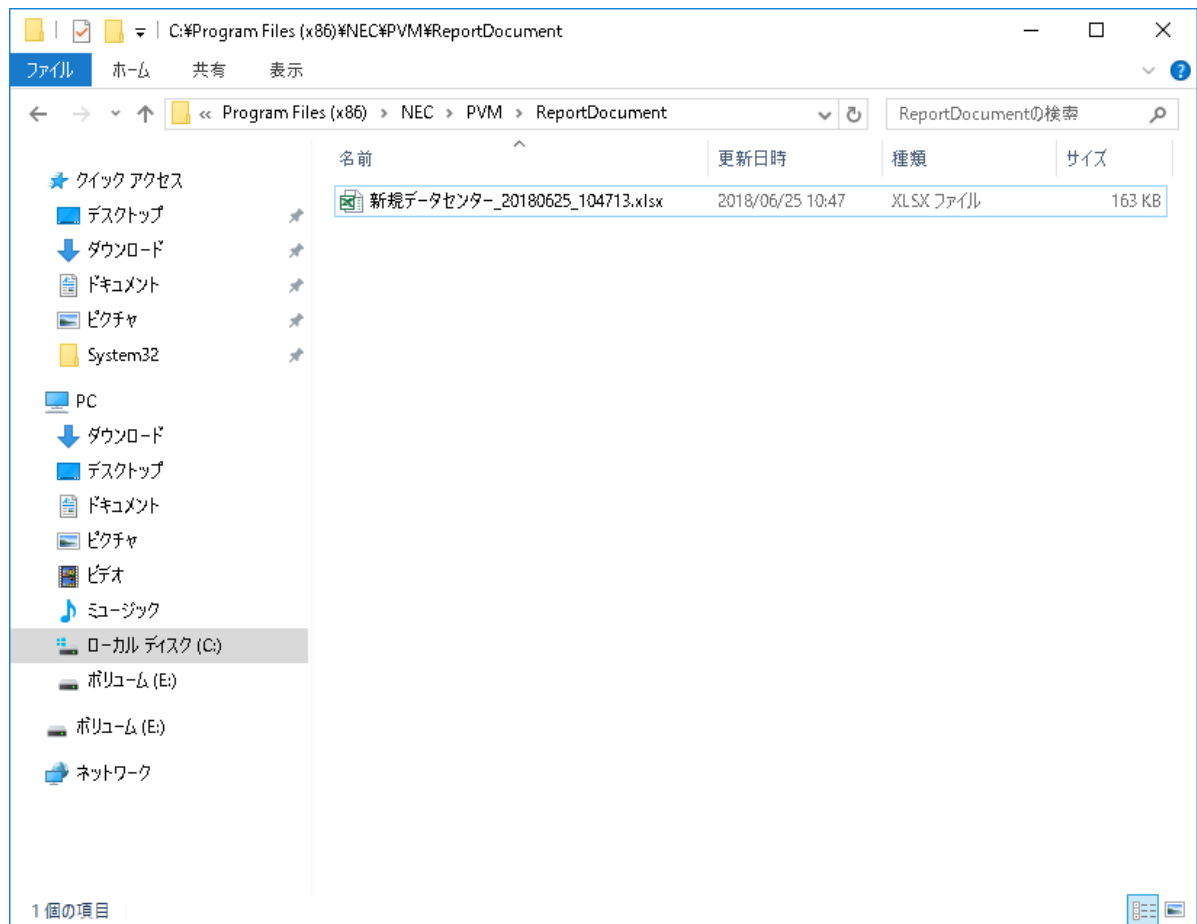 C:¥Program Files (x86)¥NEC¥PVM¥ReportDocument
ファイル ホーム 共有 表示
« Program Files (x86) › NEC › PVM › ReportDocument ReportDocumentの検索
名前 更新日時 種類 サイズ
新規データセンター_20180625_104713.xlsx 2018/06/25 10:47 XLSX ファイル 163 KB
クイック アクセス
デスクトップ
ダウンロード
ドキュメント
ピクチャ
System32
PC
ダウンロード
デスクトップ
ドキュメント
ピクチャ
ビデオ
ミュージック
ローカル ディスク (C:)
ボリューム (E:)
ボリューム (E:)
ネットワーク
1 個の項目